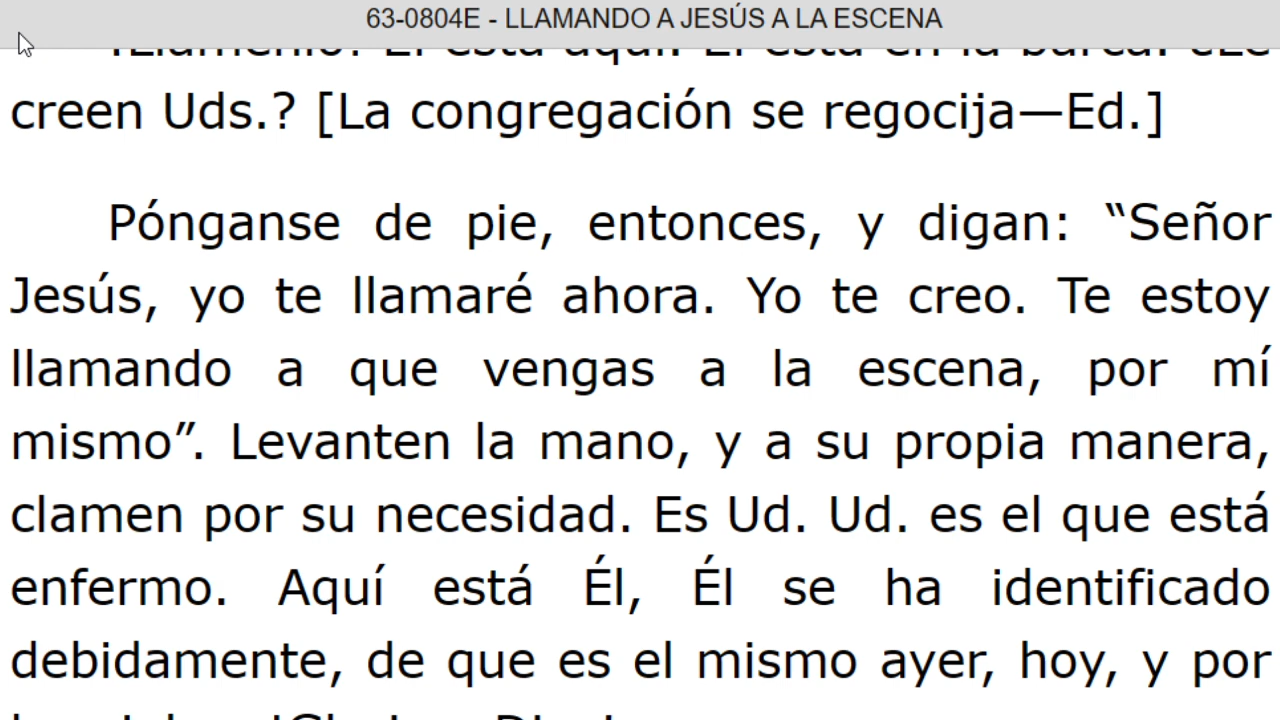 63-0804E - LLAMANDO A JESÚS A LA ESCENA
creen Uds.? [La congregación se regocija—Ed.]
Pónganse de pie, entonces, y digan: “Señor
Jesús, yo te llamaré ahora. Yo te creo. Te estoy
llamando a que vengas a la escena, por mí
mismo”. Levanten la mano, y a su propia manera,
clamen por su necesidad. Es Ud. Ud. es el que está
enfermo. Aquí está Él, Él se ha identificado
debidamente, de que es el mismo ayer, hoy, y por